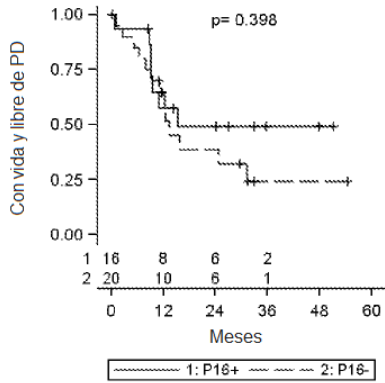 1.00
p= 0.398
0.75
0.50
0.25
0.00
Con vida y libre de PD
1 16 8 6 2
2 20 10 6 1
0 12 24 36 48 60
Meses
1: P16+ 2: P16-